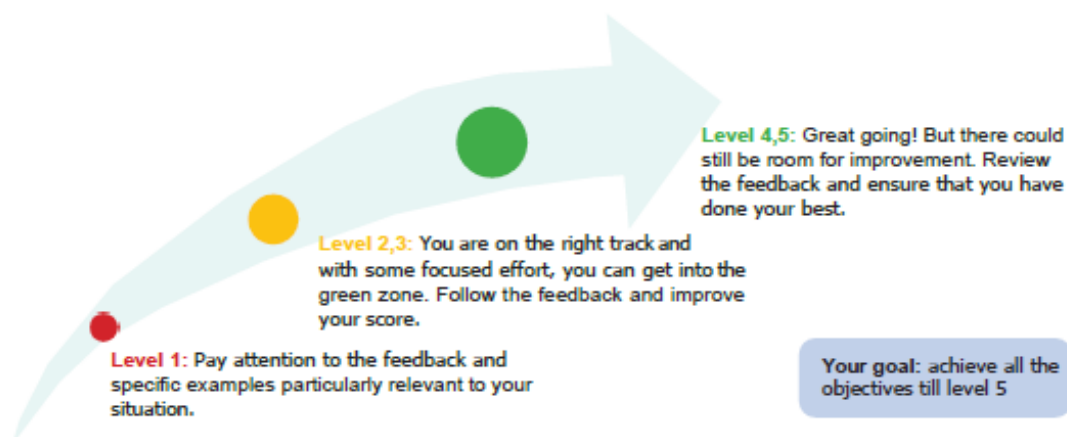 Level 4,5: Great going! But there could
still be room for improvement. Review
the feedback and ensure that you have
done your best.
Level 2,3: You are on the right track and
with some focused effort, you can get into the
green zone. Follow the feedback and improve
your score.
Level 1: Pay attention to the feedback and
specific examples particularly relevant to your
situation.
Your goal: achieve all the
objectives till level 5